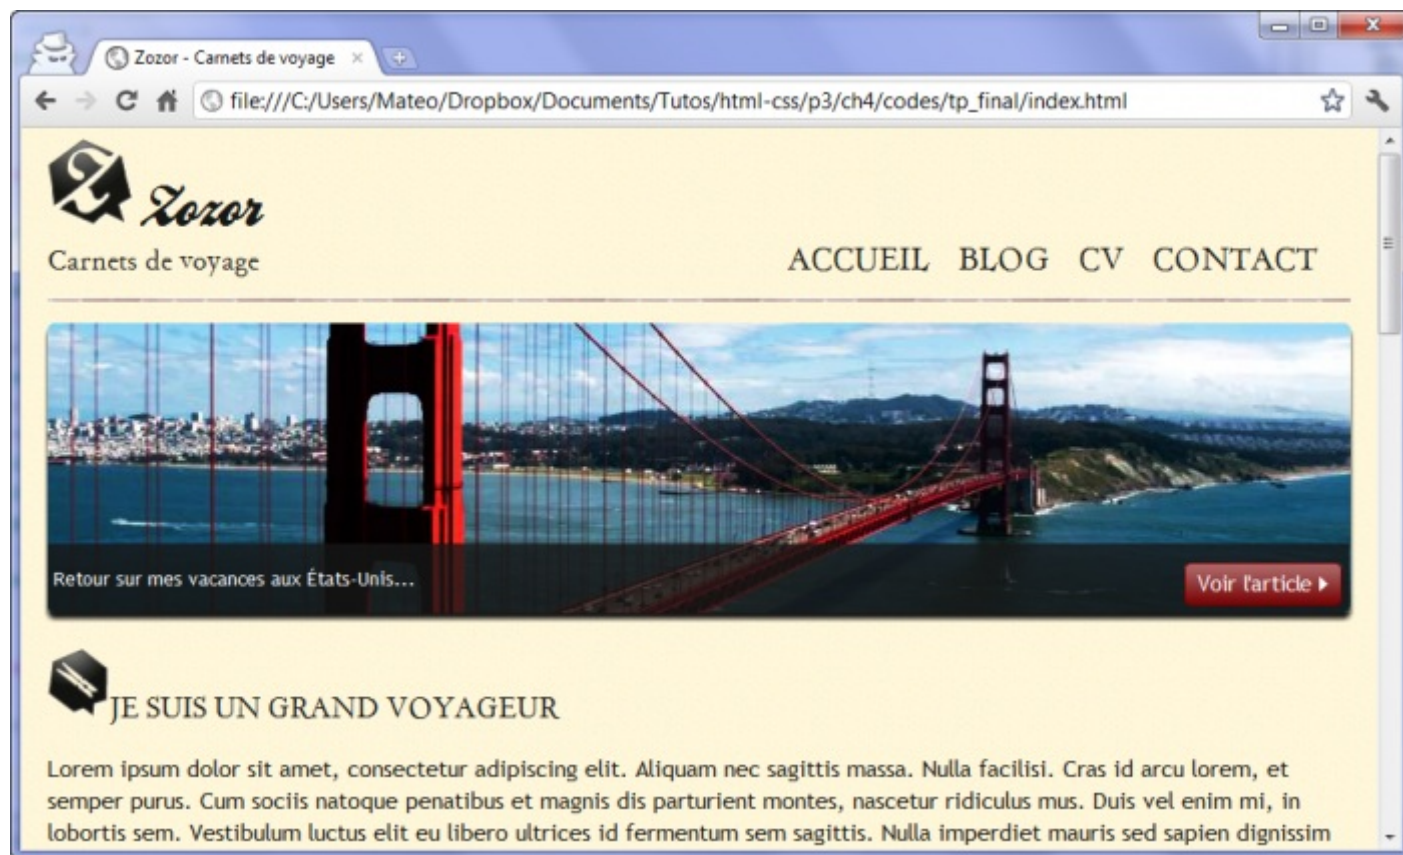 Zozor - Carnets de voyage
file:///C:/Users/Mateo/Dropbox/Documents/Tutos/html-css/p3/ch4/codes/tp_final/index.html
Zozor
Carnets de voyage
ACCUEIL BLOG CV CONTACT
Retour sur mes vacances aux États-Unis...
Voir l'article
JE SUIS UN GRAND VOYAGEUR
Lorem ipsum dolor sit amet, consectetur adipiscing elit. Aliquam nec sagittis massa. Nulla facilisi. Cras id arcu lorem, et
semper purus. Cum sociis natoque penatibus et magnis dis parturient montes, nascetur ridiculus mus. Duis vel enim mi, in
lobortis sem. Vestibulum luctus elit eu libero ultrices id fermentum sem sagittis. Nulla imperdiet mauris sed sapien dignissim